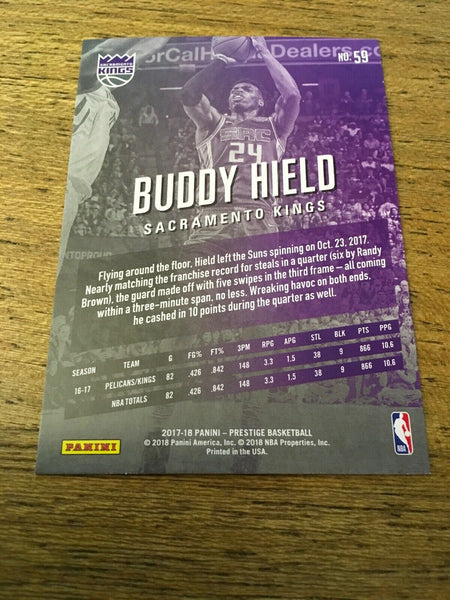 SACRAMENTO
KINGS
orCallHa Dealers.co
NO. 59
SAC
24
BUDDY HIELD
SACRAMENTO KINGS
Flying around the floor, Hield left the Suns spinning on Oct. 23, 2017.
Nearly matching the franchise record for steals in a quarter (six by Randy
Brown), the guard made off with five swipes in the third frame – all coming
within a three-minute span, no less. Wreaking havoc on both ends,
he cashed in 10 points during the quarter as well.
SEASON TEAM G FG% FT% 3PM RPG APG STL BLK PTS PPG
16-17 PELICANS/KINGS 82 .426 .842 148 3.3 1.5 38 9 866 10.6
NBA TOTALS 82 .426 .842 148 3.3 1.5 38 9 866 10.6
2017-18 PANINI - PRESTIGE BASKETBALL
© 2018 Panini America, Inc. © 2018 NBA Properties, Inc.
Printed in the USA.
PANINI
NBA